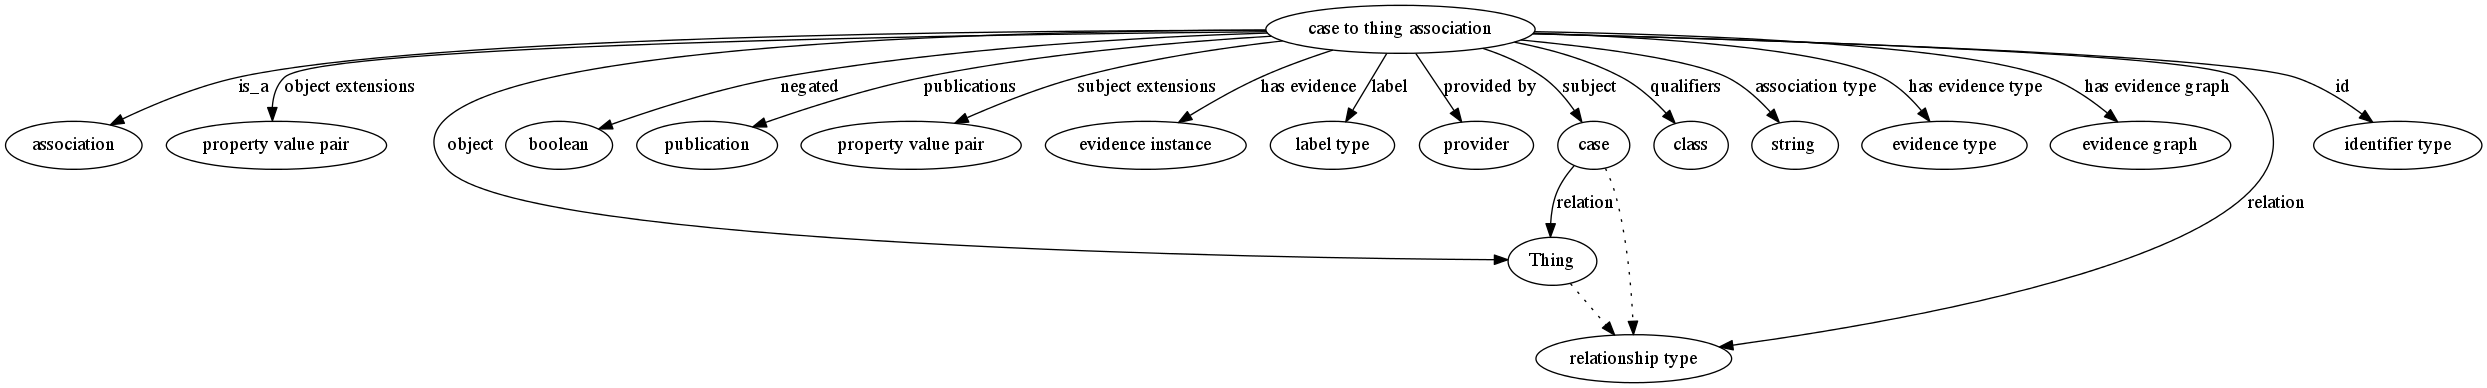 case to thing association
is_a
object extensions
negated
publications
subject extensions
has evidence
label
provided by
subject
qualifiers
association type
has evidence type
has evidence graph
id
association
property value pair
object
boolean
publication
property value pair
evidence instance
label type
provider
case
class
string
evidence type
evidence graph
identifier type
relation
relation
Thing
relationship type